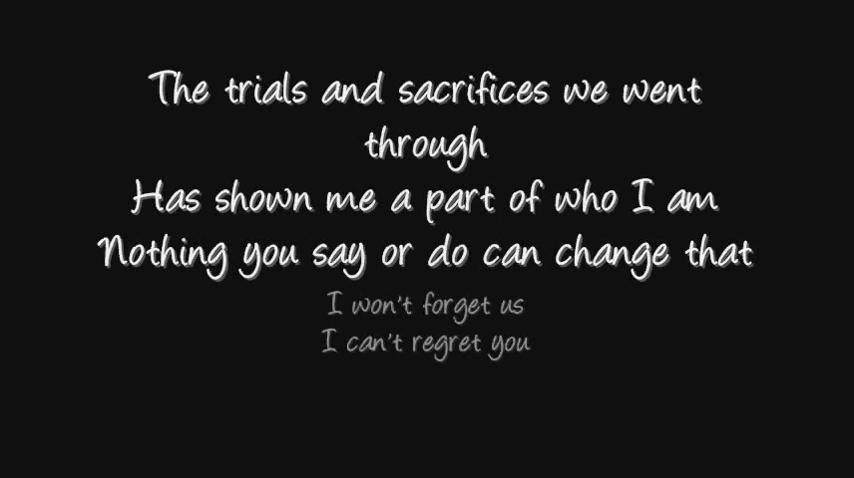 The trials and sacrifices we went
through
Has shown me a part of who I am
Nothing you say or do can change that
I won't forget us
I can't regret you